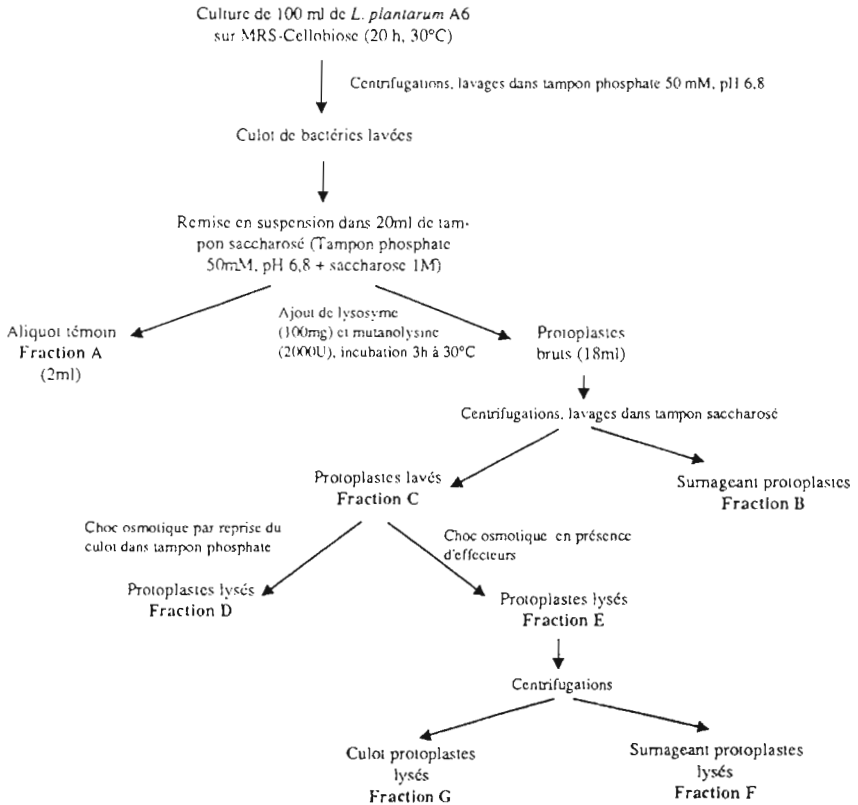 Culture de 100 ml de L. plantarum A6
sur MRS-Cellobiose (20 h, 30°C)
Centrifugations, lavages dans tampon phosphate 50 mM, pH 6,8
Culot de bactéries lavées
Remise en suspension dans 20ml de tam-
pon saccharosé (Tampon phosphate
50mM, pH 6,8 + saccharose 1M)
Aliquot témoin
Fraction A
(2ml)
Ajout de lysosyme
(100mg) et mutanolysine
(2000U), incubation 3h à 30°C
Protoplastes
bruts (18ml)
Centrifugations, lavages dans tampon saccharosé
Protoplastes lavés
Fraction C
Surnageant protoplastes
Fraction B
Choc osmotique par reprise du
culot dans tampon phosphate
Choc osmotique en présence
d'effecteurs
Protoplastes lysés
Fraction D
Protoplastes lysés
Fraction E
Centrifugations
Culot protoplastes
lysés
Fraction G
Surnageant protoplastes
lysés
Fraction F